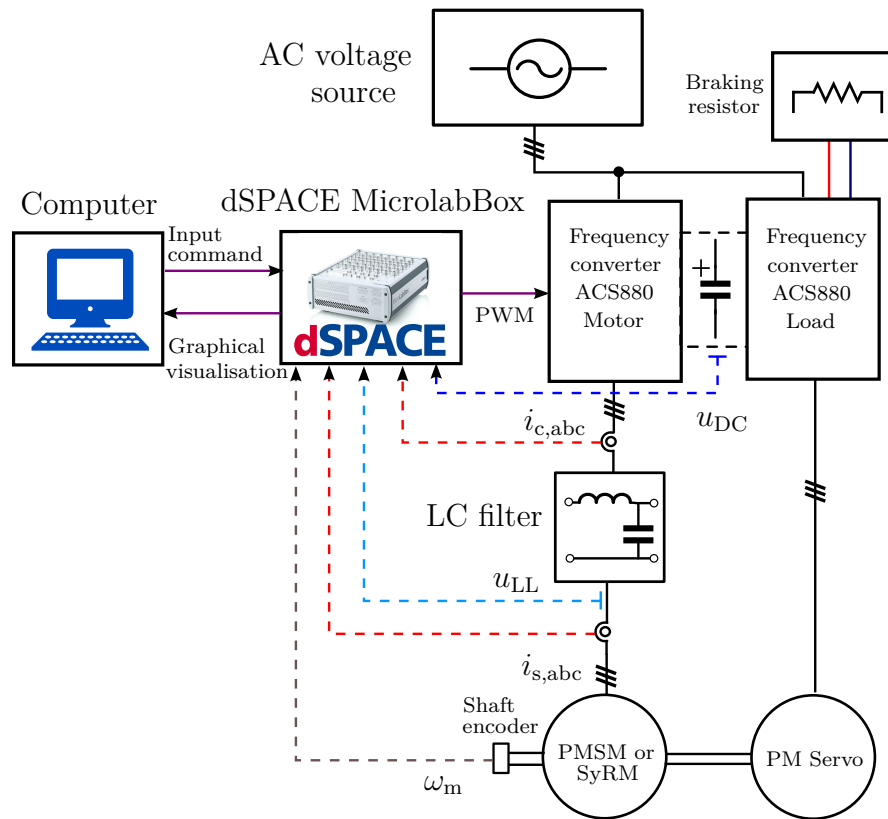 AC voltage
source
Braking
resistor
Computer
dSPACE MicrolabBox
Input
command
Graphical
visualisation
dSPACE
PWM
Frequency
converter
ACS880
Motor
+
Frequency
converter
ACS880
Load
u_DC
i_c,abc
LC filter
u_LL
i_s,abc
Shaft
encoder
ω_m
PMSM or
SyRM
PM Servo